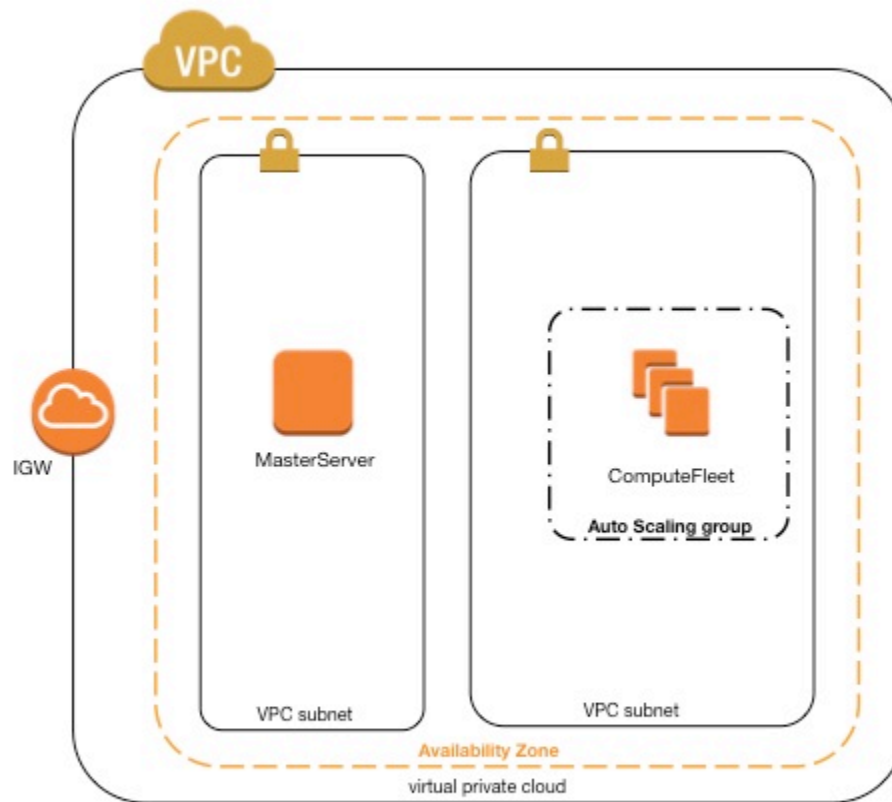 VPC
IGW
MasterServer
ComputeFleet
Auto Scaling group
VPC subnet
VPC subnet
Availability Zone
virtual private cloud